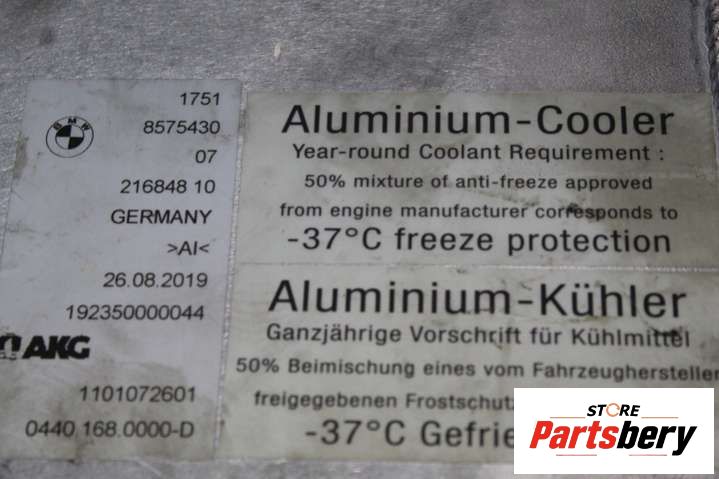 BMW
1751
8575430
07
216848 10
GERMANY
>Al<
26.08.2019
192350000044
AKG
1101072601
0440 168.0000-D
Aluminium-Cooler
Year-round Coolant Requirement :
50% mixture of anti-freeze approved
from engine manufacturer corresponds to
-37°C freeze protection
Aluminium-Kühler
Ganzjährige Vorschrift für Kühlmittel
50% Beimischung eines vom Fahrzeughersteller
freigegebenen
-37°C
STORE
Partsbery